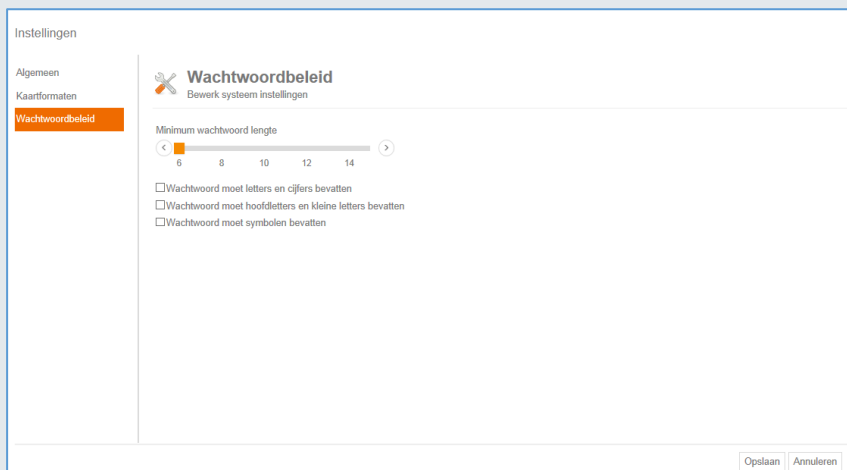 Instellingen
Algemeen
Kaartformaten
Wachtwoordbeleid
Wachtwoordbeleid
Bewerk systeem instellingen
Minimum wachtwoord lengte
6 8 10 12 14
Wachtwoord moet letters en cijfers bevatten
Wachtwoord moet hoofdletters en kleine letters bevatten
Wachtwoord moet symbolen bevatten
Opslaan Annuleren